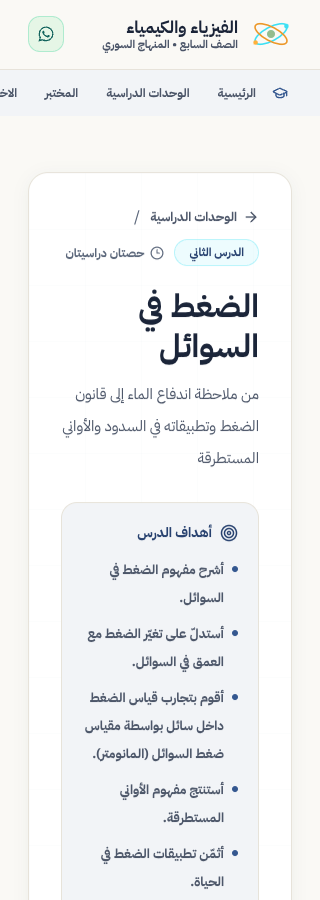 الفيزياء والكيمياء
الصف السابع • المنهاج السوري
الرئيسية
الوحدات الدراسية
المختبر
→ الوحدات الدراسية /
الدرس الثاني
حصتان دراسيتان
الضغط في
السوائل
من ملاحظة اندفاع الماء إلى قانون
الضغط وتطبيقاته في السدود والأواني
المستطرقة
أهداف الدرس
• أشرح مفهوم الضغط في
السوائل.
• أستدلّ على تغيّر الضغط مع
العمق في السوائل.
• أقوم بتجارب قياس الضغط
داخل سائل بواسطة مقياس
ضغط السوائل (المانومتر).
• أستنتج مفهوم الأواني
المستطرقة.
• أثمّن تطبيقات الضغط في
الحياة.